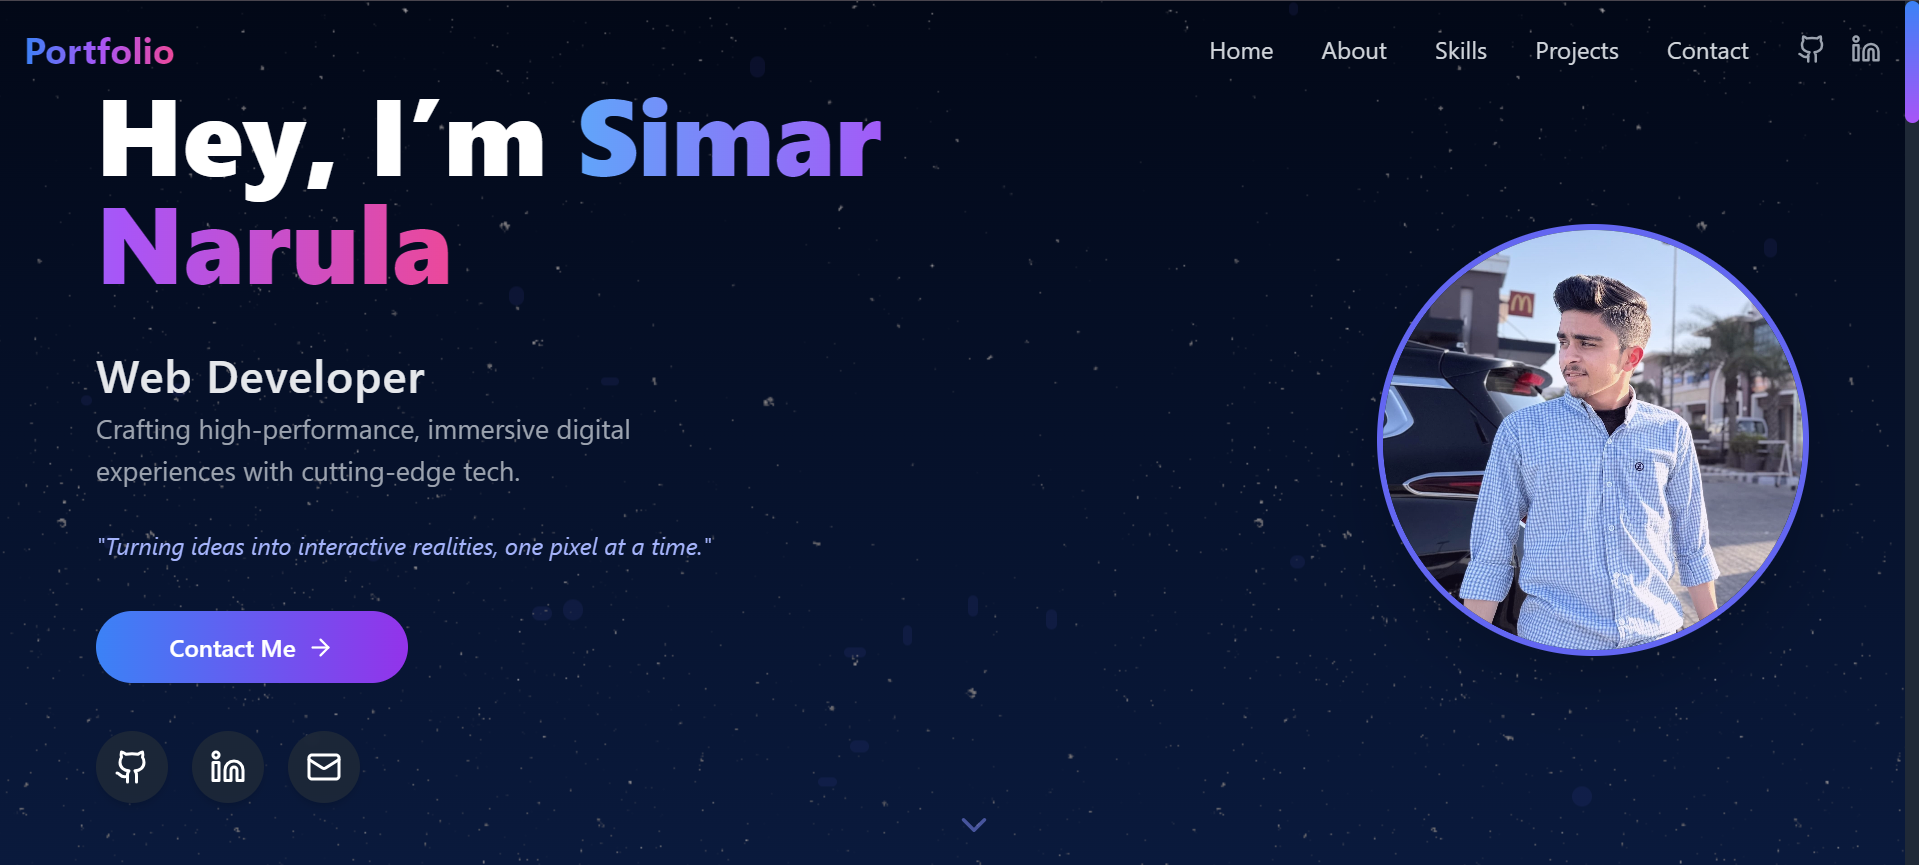 Portfolio
Home About Skills Projects Contact
Hey, I’m Simar
Narula
Web Developer
Crafting high-performance, immersive digital
experiences with cutting-edge tech.
"Turning ideas into interactive realities, one pixel at a time."
Contact Me